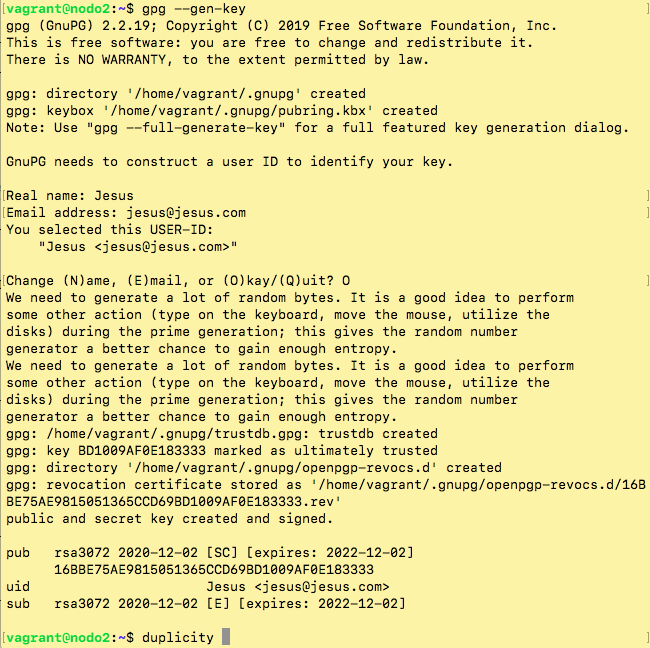 [vagrant@nodo2:~$ gpg --gen-key ]
gpg (GnuPG) 2.2.19; Copyright (C) 2019 Free Software Foundation, Inc.
This is free software: you are free to change and redistribute it.
There is NO WARRANTY, to the extent permitted by law.
gpg: directory '/home/vagrant/.gnupg' created
gpg: keybox '/home/vagrant/.gnupg/pubring.kbx' created
Note: Use "gpg --full-generate-key" for a full featured key generation dialog.
GnuPG needs to construct a user ID to identify your key.
[Real name: Jesus ]
[Email address: jesus@jesus.com ]
You selected this USER-ID:
"Jesus <jesus@jesus.com>"
[Change (N)ame, (E)mail, or (O)kay/(Q)uit? O ]
We need to generate a lot of random bytes. It is a good idea to perform
some other action (type on the keyboard, move the mouse, utilize the
disks) during the prime generation; this gives the random number
generator a better chance to gain enough entropy.
We need to generate a lot of random bytes. It is a good idea to perform
some other action (type on the keyboard, move the mouse, utilize the
disks) during the prime generation; this gives the random number
generator a better chance to gain enough entropy.
gpg: /home/vagrant/.gnupg/trustdb.gpg: trustdb created
gpg: key BD1009AF0E183333 marked as ultimately trusted
gpg: directory '/home/vagrant/.gnupg/openpgp-revocs.d' created
gpg: revocation certificate stored as '/home/vagrant/.gnupg/openpgp-revocs.d/16B
BE75AE9815051365CCD69BD1009AF0E183333.rev'
public and secret key created and signed.
pub rsa3072 2020-12-02 [SC] [expires: 2022-12-02]
16BBE75AE9815051365CCD69BD1009AF0E183333
uid Jesus <jesus@jesus.com>
sub rsa3072 2020-12-02 [E] [expires: 2022-12-02]
[vagrant@nodo2:~$ duplicity ]